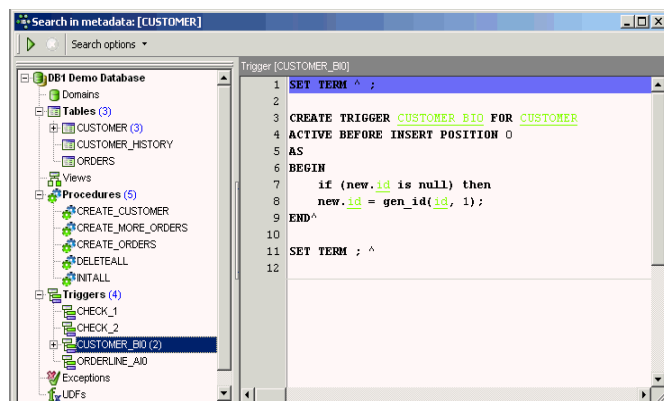 Search in metadata: [CUSTOMER]
Search options
DB1 Demo Database
Domains
Tables (3)
CUSTOMER (3)
CUSTOMER_HISTORY
ORDERS
Views
Procedures (5)
CREATE_CUSTOMER
CREATE_MORE_ORDERS
CREATE_ORDERS
DELETEALL
INITALL
Triggers (4)
CHECK_1
CHECK_2
CUSTOMER_BI0 (2)
ORDERLINE_AI0
Exceptions
UDFs
Trigger [CUSTOMER_BI0]
1 SET TERM ^ ;
2
3 CREATE TRIGGER CUSTOMER_BI0 FOR CUSTOMER
4 ACTIVE BEFORE INSERT POSITION 0
5 AS
6 BEGIN
7 if (new.id is null) then
8 new.id = gen_id(id, 1);
9 END^
10
11 SET TERM ; ^
12